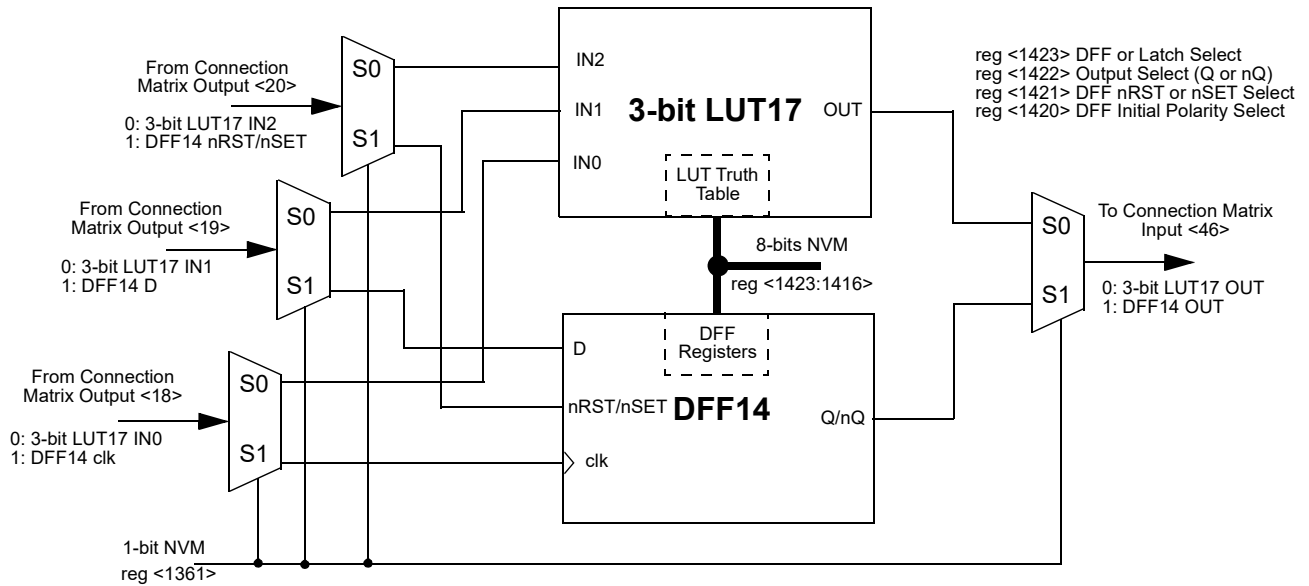 From Connection
Matrix Output <20>
0: 3-bit LUT17 IN2
1: DFF14 nRST/nSET
S0
S1
From Connection
Matrix Output <19>
0: 3-bit LUT17 IN1
1: DFF14 D
S0
S1
From Connection
Matrix Output <18>
0: 3-bit LUT17 IN0
1: DFF14 clk
S0
S1
1-bit NVM
reg <1361>
IN2
IN1
IN0
3-bit LUT17
OUT
LUT Truth
Table
8-bits NVM
reg <1423:1416>
DFF
Registers
D
nRST/nSET
DFF14
Q/nQ
clk
reg <1423> DFF or Latch Select
reg <1422> Output Select (Q or nQ)
reg <1421> DFF nRST or nSET Select
reg <1420> DFF Initial Polarity Select
S0
S1
To Connection Matrix
Input <46>
0: 3-bit LUT17 OUT
1: DFF14 OUT